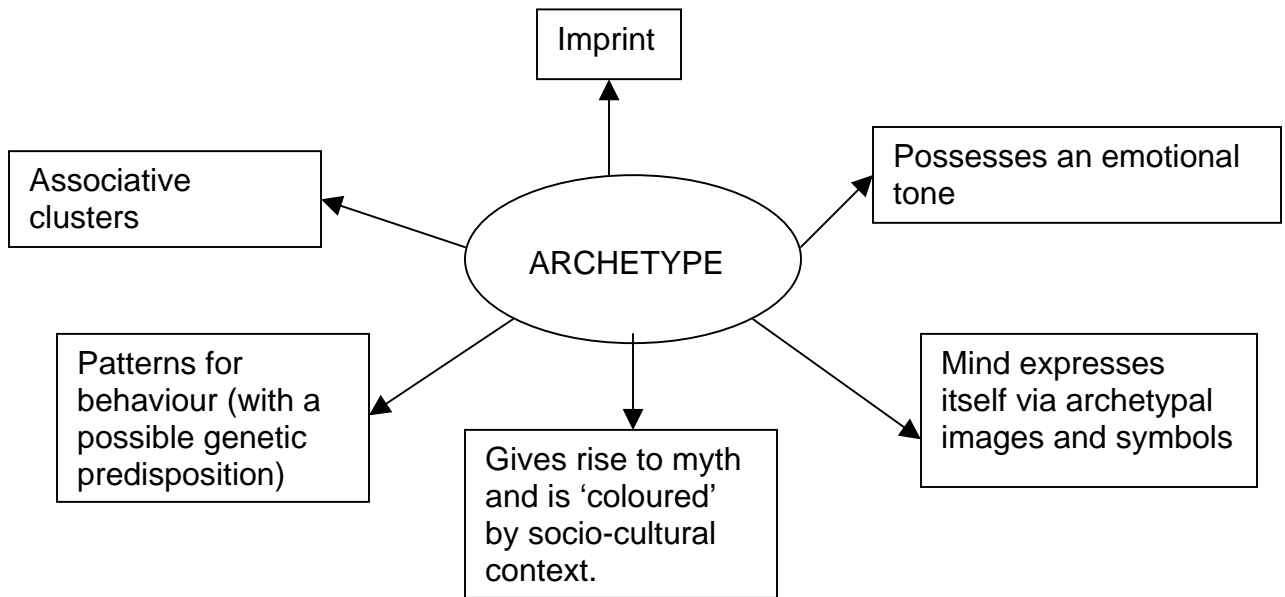 Imprint
Possesses an emotional
tone
Associative
clusters
ARCHETYPE
Patterns for
behaviour (with a
possible genetic
predisposition)
Mind expresses
itself via archetypal
images and symbols
Gives rise to myth
and is ‘coloured’
by socio-cultural
context.